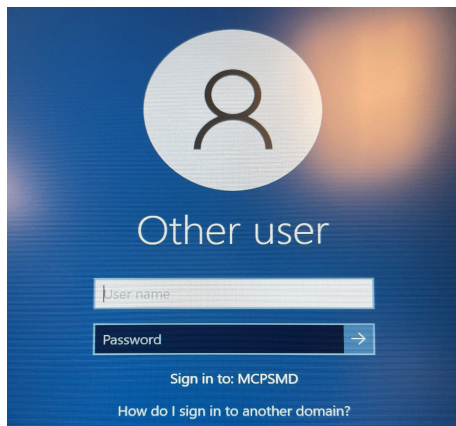 Other user
User name
Password
Sign in to: MCPSMD
How do I sign in to another domain?